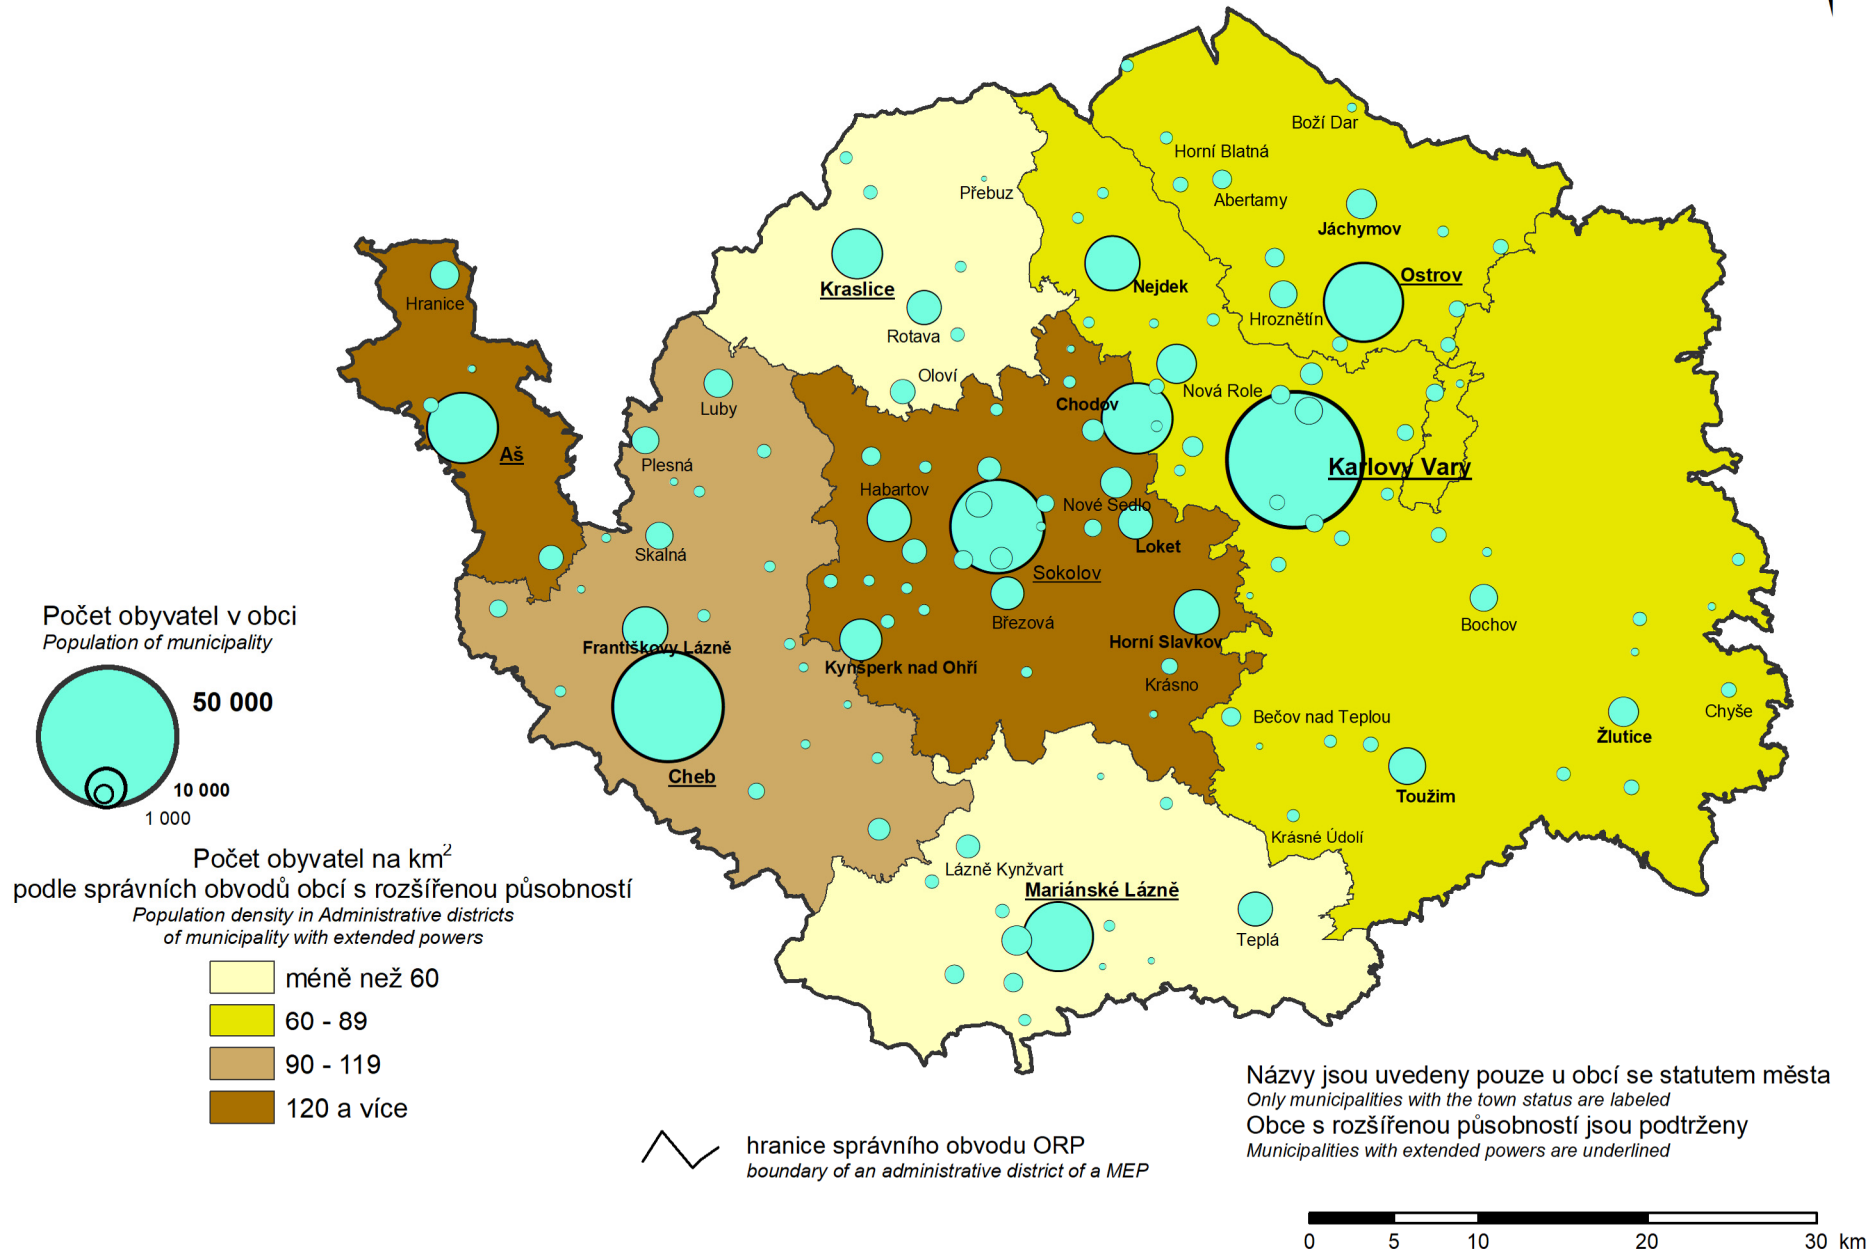 Boží Dar
Horní Blatná
Přebuz
Abertamy
Jáchymov
Ostrov
Kraslice
Nejdek
Hranice
Hroznětín
Rotava
Oloví
Nová Role
Luby
Chodov
Aš
Plesná
Karlovy Vary
Habartov
Nové Sedlo
Skalná
Loket
Sokolov
Březová
Bochov
Františkovy Lázně
Horní Slavkov
Kynšperk nad Ohří
Krásno
Chyše
Bečov nad Teplou
Žlutice
Cheb
Toužim
Krásné Údolí
Lázně Kynžvart
Mariánské Lázně
Teplá
Počet obyvatel v obci
Population of municipality
50 000
10 000
1 000
Počet obyvatel na km²
podle správních obvodů obcí s rozšířenou působností
Population density in Administrative districts
of municipality with extended powers
méně než 60
60 - 89
90 - 119
120 a více
hranice správního obvodu ORP
boundary of an administrative district of a MEP
Názvy jsou uvedeny pouze u obcí se statutem města
Only municipalities with the town status are labeled
Obce s rozšířenou působností jsou podtrženy
Municipalities with extended powers are underlined
0 5 10 20 30 km